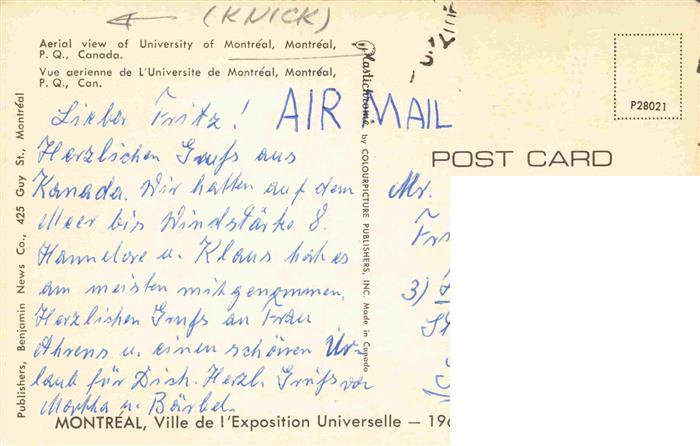 (KNICK)
Aerial view of University of Montréal, Montréal,
P. Q., Canada.
Vue aerienne de L'Universite de Montréal, Montréal,
P. Q., Can.
Lieber Fritz!
Herzlichen Gruß aus
Kanada. Wir hatten auf dem
Meer bis Windstärke 8.
Hannelore u. Klaus hat es
am meisten mitgenommen.
Herzlichen Gruß an Frau
Ahrens u. einen schönen Ur-
laub für Dich. Herzl. Grüße von
Martha u. Bärbel.
Publishers, Benjamin News Co., 425 Guy St., Montréal
Plastichrome by COLOURPICTURE PUBLISHERS, INC. Made in Canada
AIR MAIL
P28021
POST CARD
Mr.
3)
MONTRÉAL, Ville de l'Exposition Universelle — 196